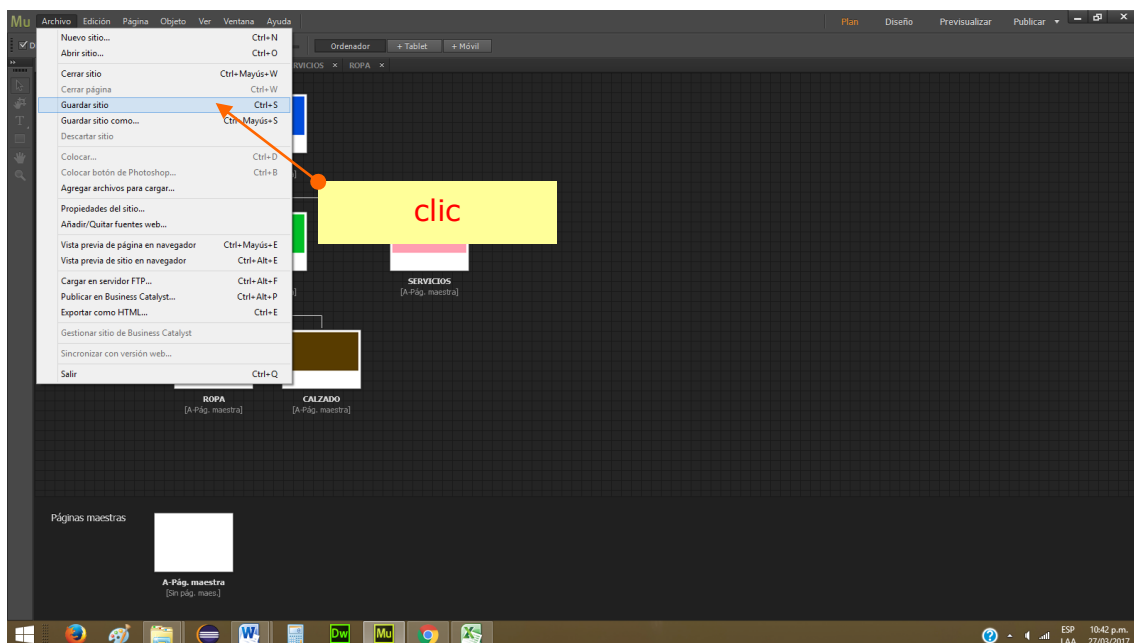 Mu Archivo Edición Página Objeto Ver Ventana Ayuda Plan Diseño Previsualizar Publicar
Ordenador + Tablet + Móvil
RVICIOS × ROPA ×
Nuevo sitio... Ctrl+N
Abrir sitio... Ctrl+O
Cerrar sitio Ctrl+Mayús+W
Cerrar página Ctrl+W
Guardar sitio Ctrl+S
Guardar sitio como... Ctrl+Mayús+S
Descartar sitio
Colocar... Ctrl+D
Colocar botón de Photoshop... Ctrl+B
Agregar archivos para cargar...
Propiedades del sitio...
Añadir/Quitar fuentes web...
Vista previa de página en navegador Ctrl+Mayús+E
Vista previa de sitio en navegador Ctrl+Alt+E
Cargar en servidor FTP... Ctrl+Alt+F
Publicar en Business Catalyst... Ctrl+Alt+P
Exportar como HTML... Ctrl+E
Gestionar sitio de Business Catalyst
Sincronizar con versión web...
Salir Ctrl+Q
clic
SERVICIOS
[A-Pág. maestra]
ROPA
[A-Pág. maestra]
CALZADO
[A-Pág. maestra]
Páginas maestras
A-Pág. maestra
[Sin pág. maes.]
Dw Mu
ESP 10:42 p.m.
LAA 27/03/2017